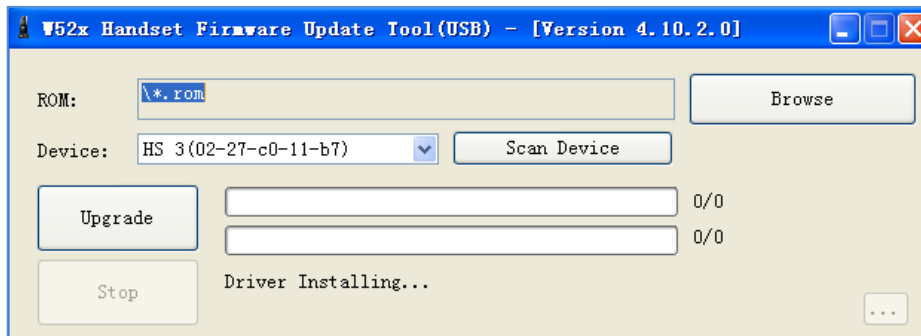 W52x Handset Firmware Update Tool(USB) - [Version 4.10.2.0]
ROM:
\*.rom
Browse
Device:
HS 3(02-27-c0-11-b7)
Scan Device
Upgrade
0/0
0/0
Stop
Driver Installing...
...